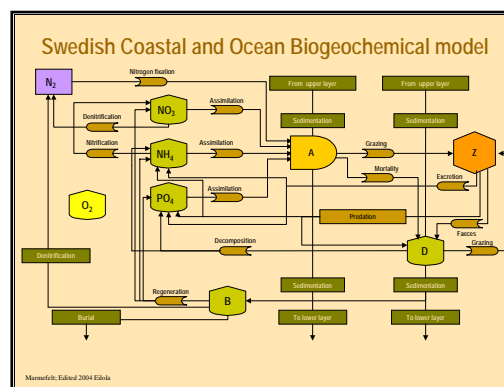 Swedish Coastal and Ocean Biogeochemical model
N2
Nitrogen fixation
From upper layer
From upper layer
NO3
Assimilation
Denitrification
Sedimentation
Sedimentation
Nitrification
NH4
Assimilation
A
Grazing
Z
Mortality
Excretion
PO4
Assimilation
O2
Predation
Faeces
Decomposition
D
Grazing
Denitrification
Regeneration
B
Sedimentation
Sedimentation
Burial
To lower layer
To lower layer
Marmefelt; Edited 2004 Eilola